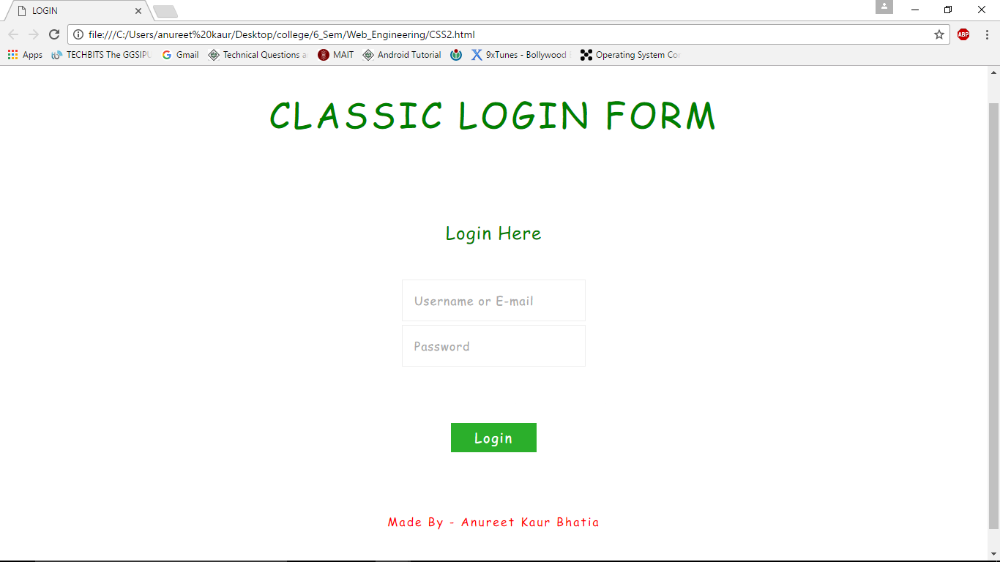 LOGIN
file:///C:/Users/anureet%20kaur/Desktop/college/6_Sem/Web_Engineering/CSS2.html
ABP
Apps TECHBITS The GGSIPU Gmail Technical Questions a MAIT Android Tutorial 9xTunes - Bollywood Operating System Cor
CLASSIC LOGIN FORM
Login Here
Username or E-mail
Password
Login
Made By - Anureet Kaur Bhatia